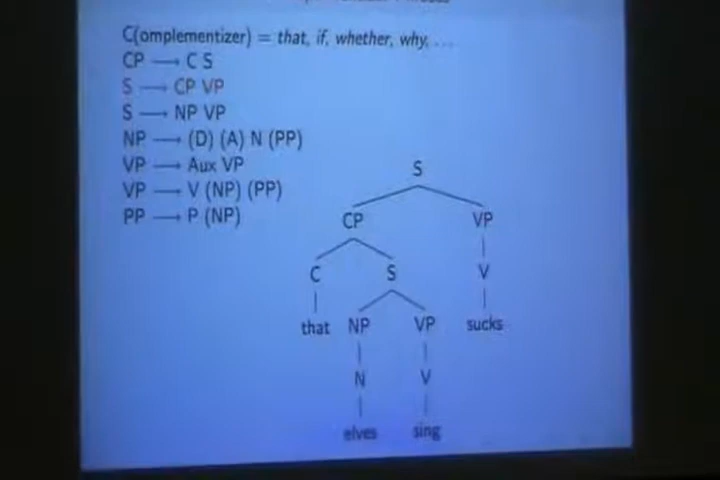 C(omplementizer) = that, if, whether, why, ...
CP → C S
S → CP VP
S → NP VP
NP → (D) (A) N (PP)
VP → Aux VP
VP → V (NP) (PP)
PP → P (NP)
S
CP VP
C S V
that NP VP sucks
N V
elves sing